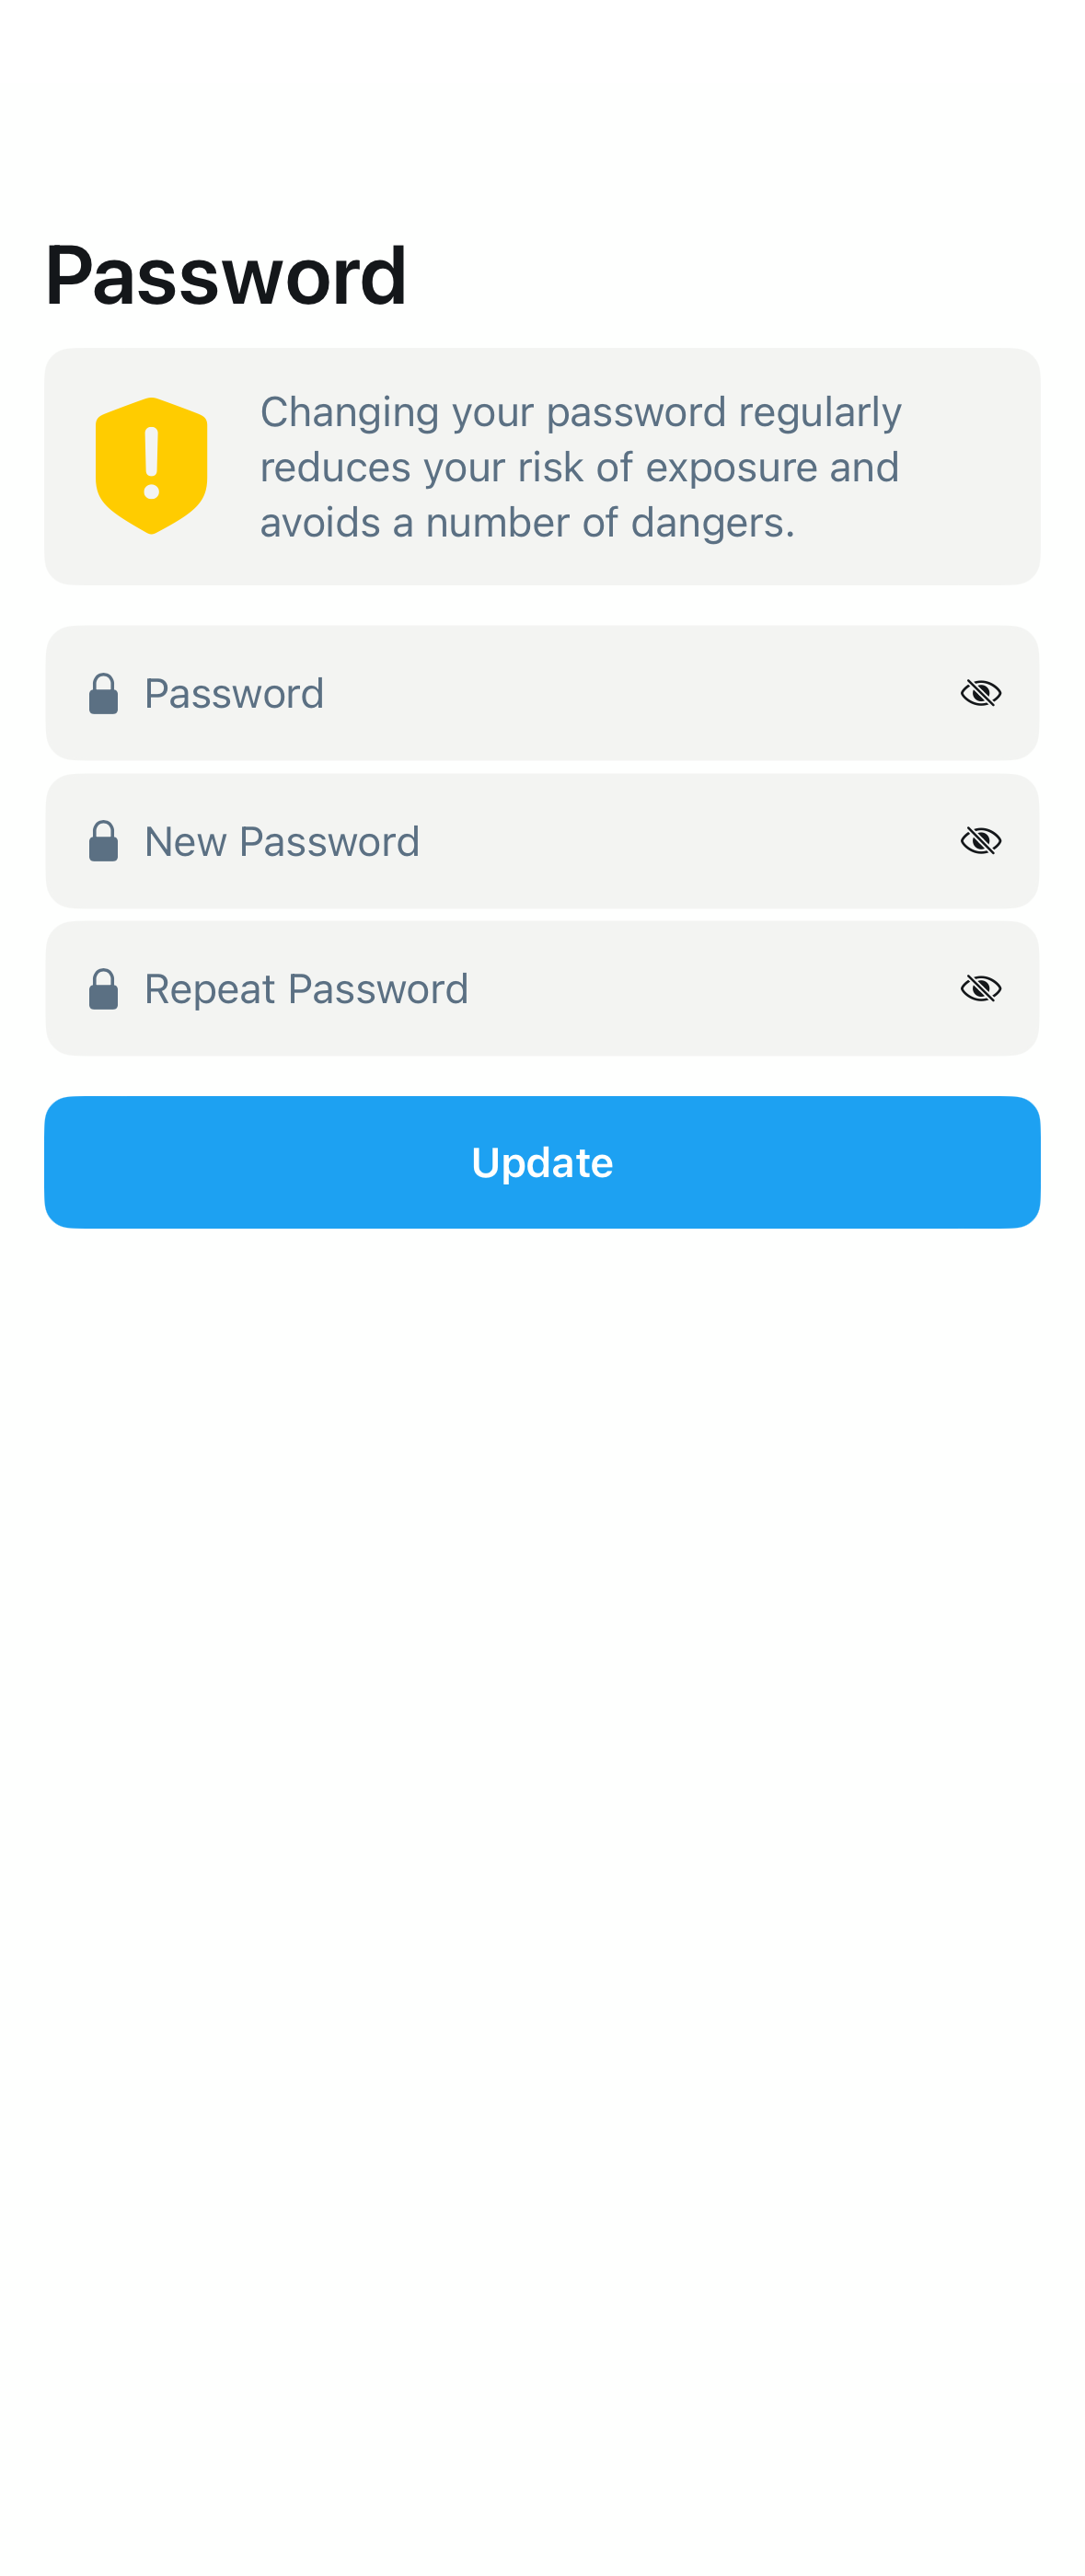 Password
Changing your password regularly
reduces your risk of exposure and
avoids a number of dangers.
Password
New Password
Repeat Password
Update